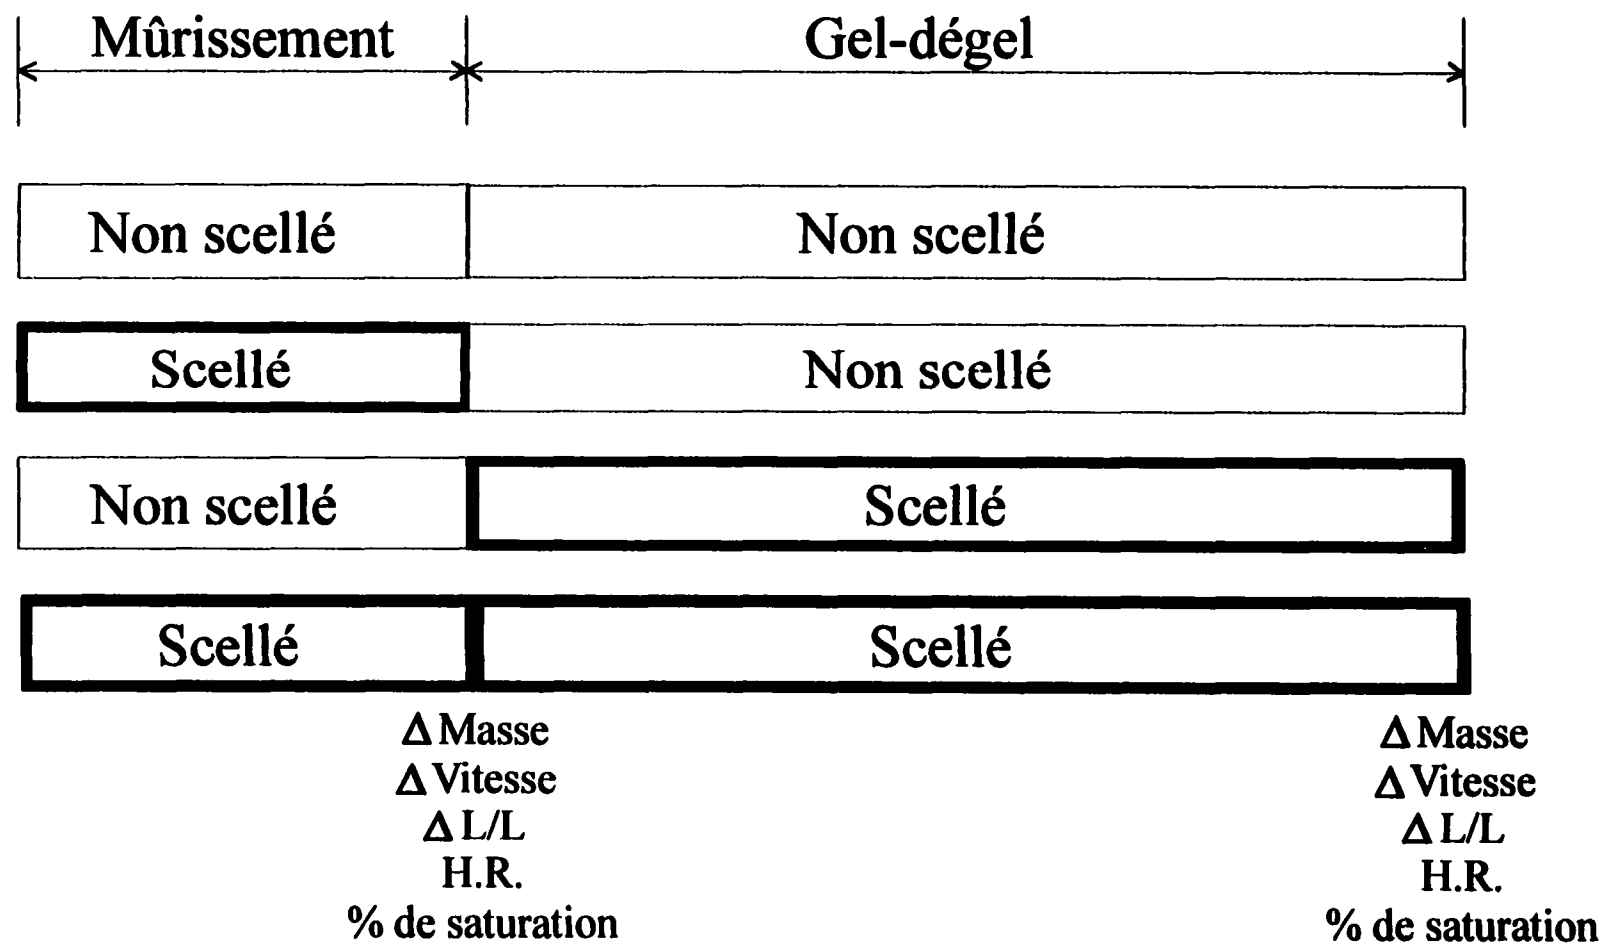 Mûrissement Gel-dégel
Non scellé Non scellé
Scellé Non scellé
Non scellé Scellé
Scellé Scellé
Δ Masse Δ Masse
Δ Vitesse Δ Vitesse
Δ L/L Δ L/L
H.R. H.R.
% de saturation % de saturation